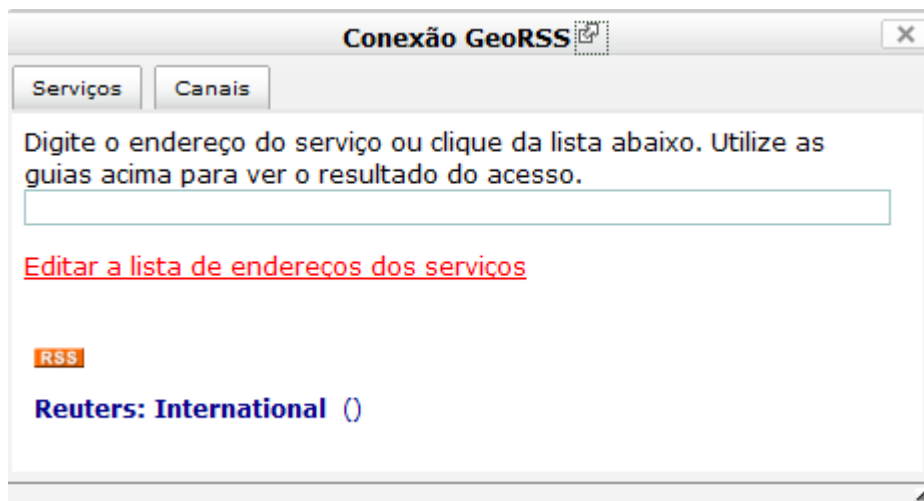 Conexão GeoRSS
Serviços Canais
Digite o endereço do serviço ou clique da lista abaixo. Utilize as
guias acima para ver o resultado do acesso.
Editar a lista de endereços dos serviços
RSS
Reuters: International ()